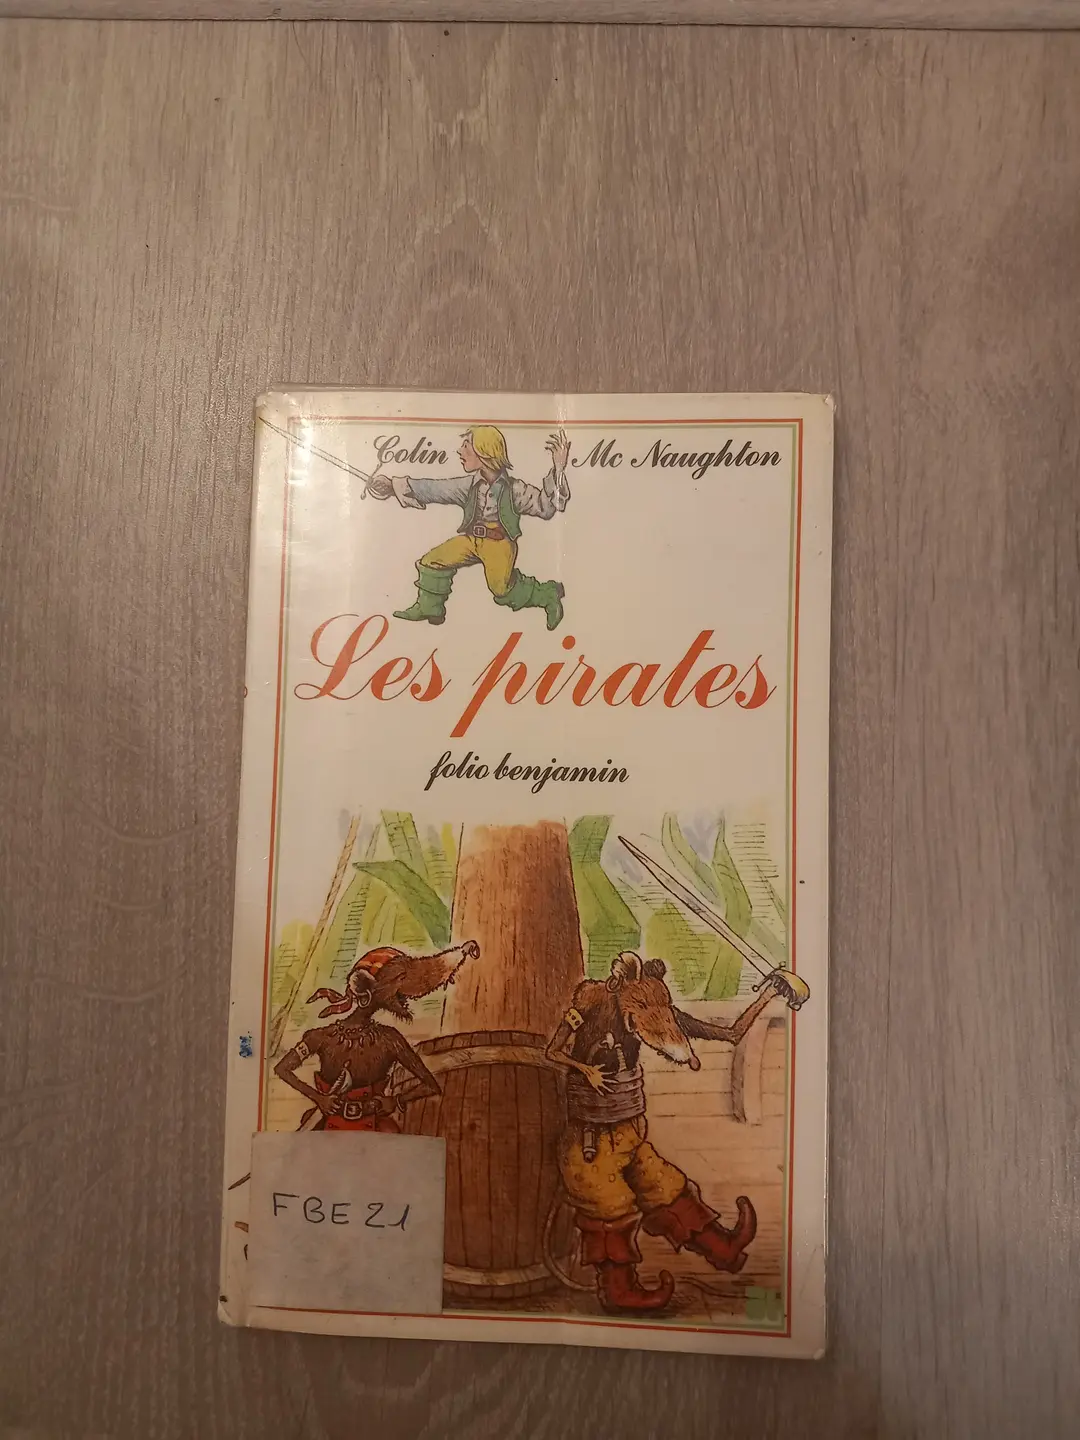 Colin Mc Naughton
Les pirates
folio benjamin
FBE 21